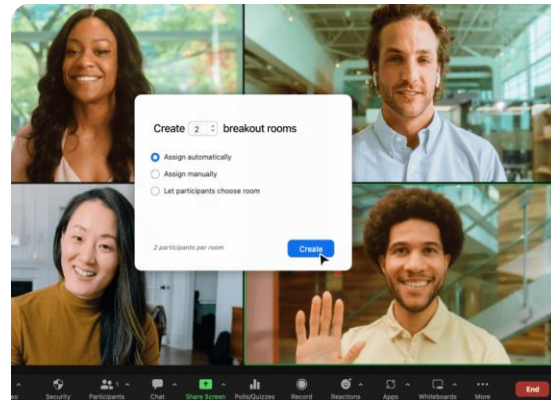 Create 2 breakout rooms
Assign automatically
Assign manually
Let participants choose room
2 participants per room
Create
Security
Participants
1
Chat
Share Screen
Polls/Quizzes
Record
Reactions
Apps
Whiteboards
More
End